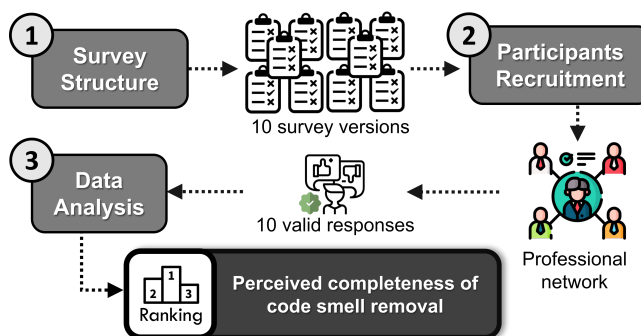 1
Survey
Structure
10 survey versions
2
Participants
Recruitment
Professional
network
10 valid responses
3
Data
Analysis
1
2
3
Ranking
Perceived completeness of
code smell removal